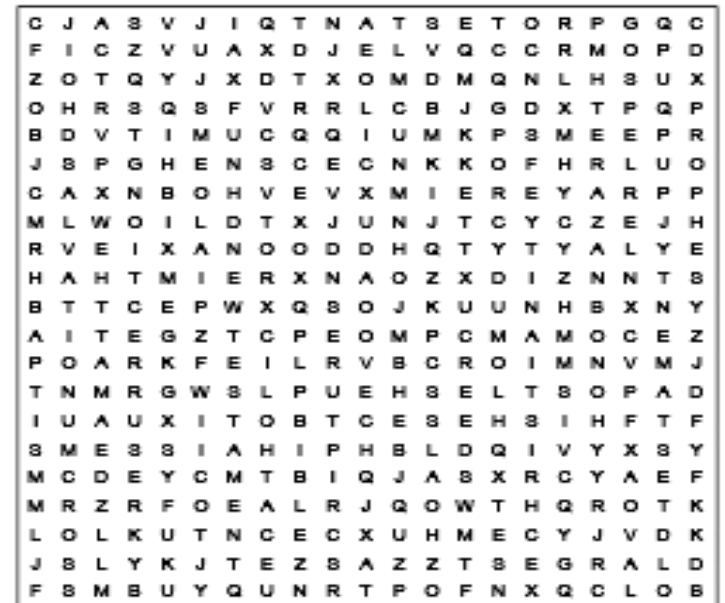 C J A S V J I Q T N A T S E T O R P G Q C
F I C Z V U A X D J E L V Q C C R M O P D
Z O T Q Y J X D T X O M D M Q N L H S U X
O H R S Q S F V R R L C B J G D X T P Q P
B D V T I M U C Q Q I U M K P S M E E P R
J S P G H E N S C E C N K K O F H R L U O
C A X N B O H V E V X M I E R E Y A R P P
M L W O I L D T X J U N J T C Y C Z E J H
R V E I X A N O O D D H Q T Y T Y A L Y E
H A H T M I E R X N A O Z X D I Z N N T S
B T T C E P W X Q S O J K U U N H B X N Y
A I T E G Z T C P E O M P C M A M O C E Z
P O A R K F E I L R V B C R O I M N V M J
T N M R G W S L P U E H S E L T S O P A D
I U A U X I T O B T C E S E H S I H F T F
S M E S S I A H I P H B L D Q I V Y X S Y
M C D E Y C M T B I Q J A S X R C Y A E F
M R Z R F O E A L R J Q O W T H Q R O T K
L O L K U T N C E C X U H M E C Y J V D K
J S L Y K J T E Z S A Z Z T S E G R A L D
F S M B U Y Q U N R T P O F N X Q C L O B